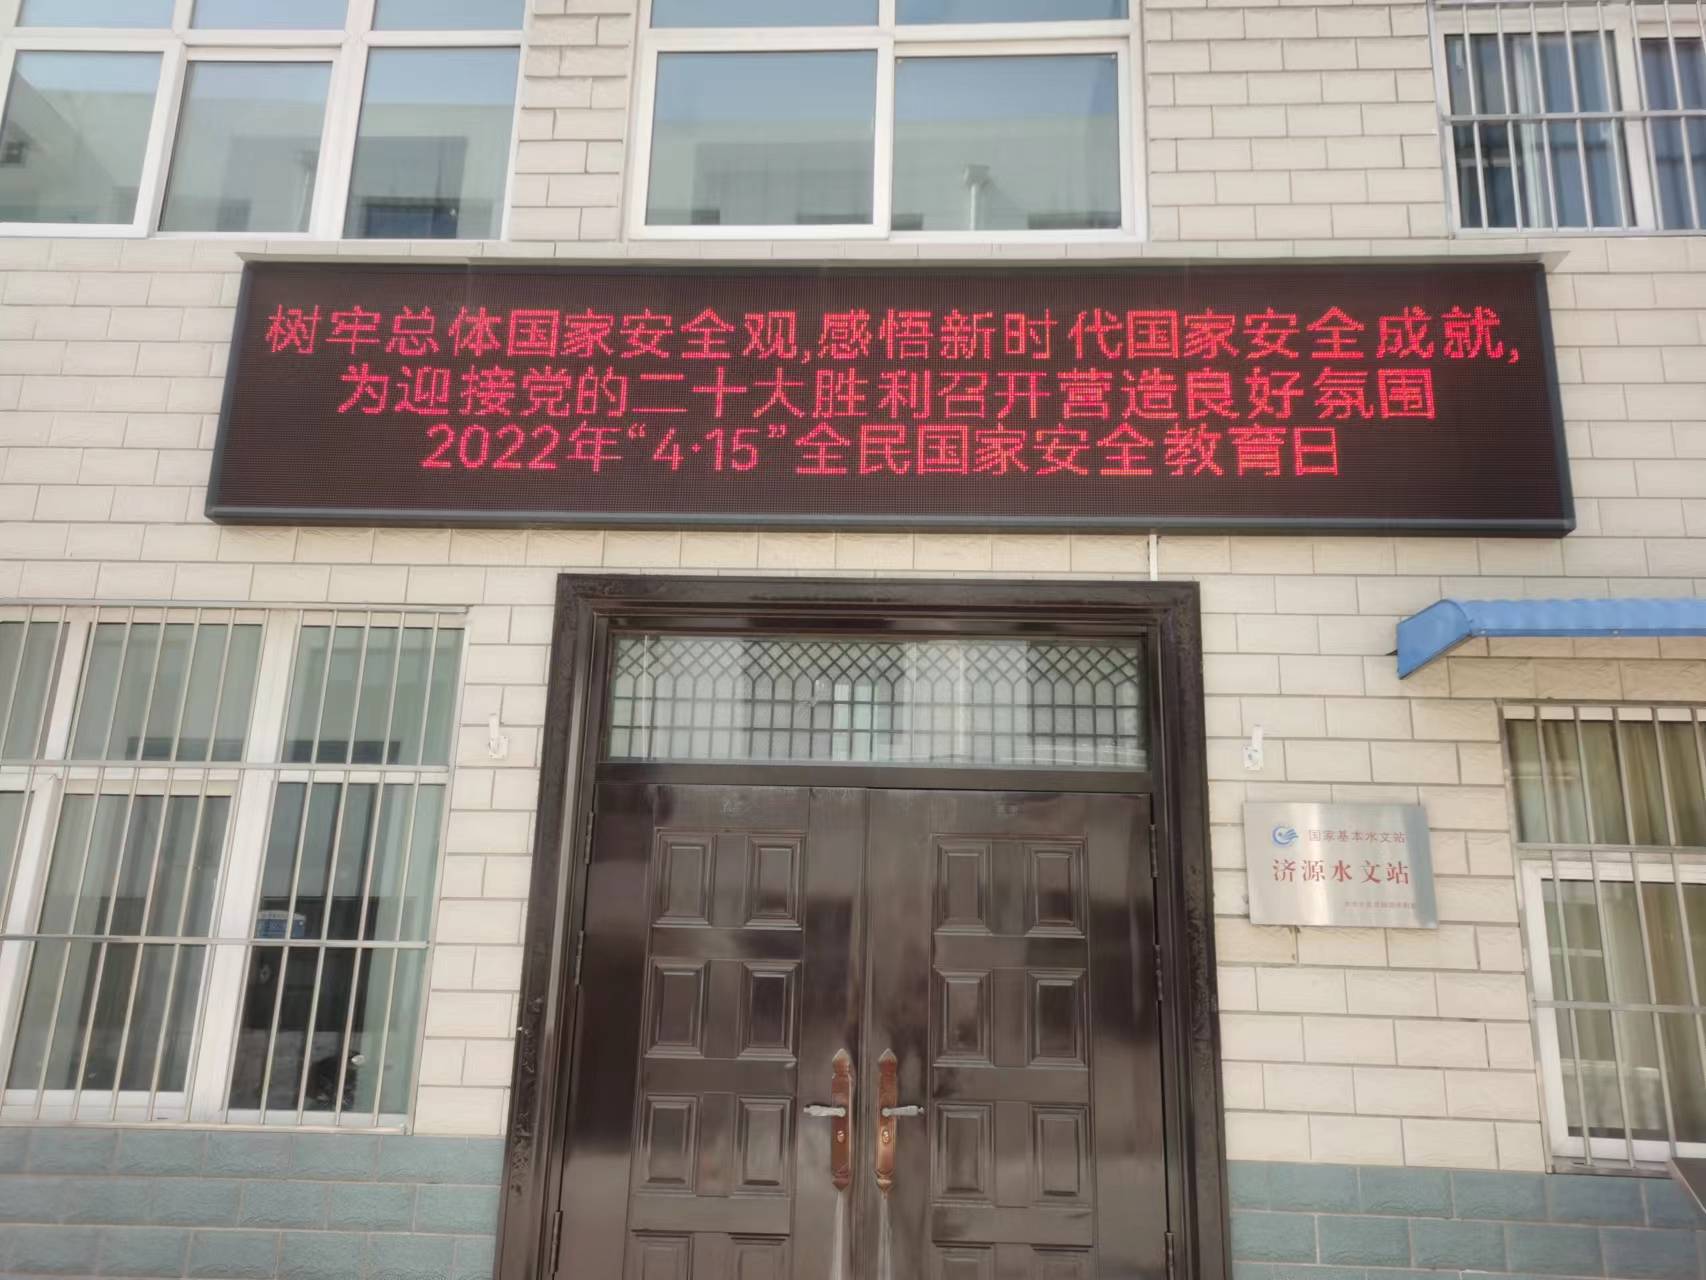 树牢总体国家安全观,感悟新时代国家安全成就,
为迎接党的二十大胜利召开营造良好氛围
2022年“4·15”全民国家安全教育日
国家基本水文站
济源水文站